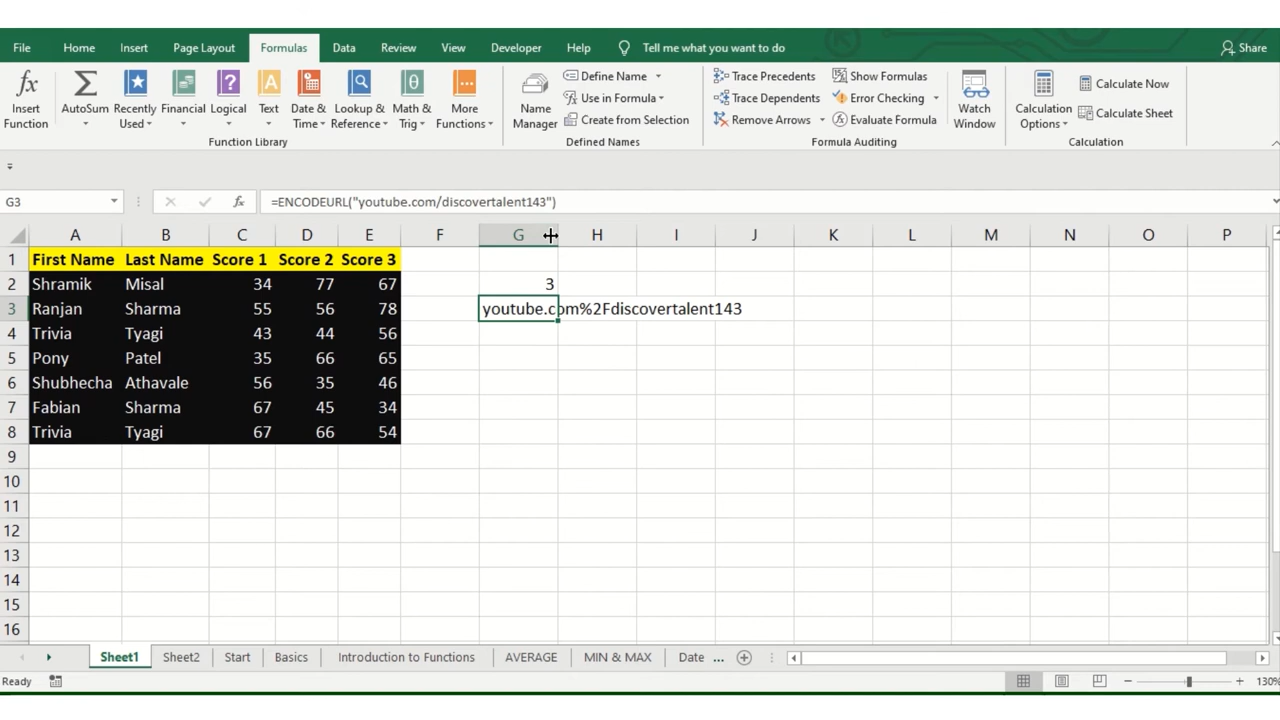 File Home Insert Page Layout Formulas Data Review View Developer Help Tell me what you want to do Share
Insert Function
AutoSum
Recently Used
Financial
Logical
Text
Date & Time
Lookup & Reference
Math & Trig
More Functions
Function Library
Name Manager
Define Name
Use in Formula
Create from Selection
Defined Names
Trace Precedents
Trace Dependents
Remove Arrows
Show Formulas
Error Checking
Evaluate Formula
Formula Auditing
Watch Window
Calculation Options
Calculate Now
Calculate Sheet
Calculation
G3 fx =ENCODEURL("youtube.com/discovertalent143")
A B C D E F G H I J K L M N O P
1 First Name Last Name Score 1 Score 2 Score 3
2 Shramik Misal 34 77 67 3
3 Ranjan Sharma 55 56 78 youtube.com%2Fdiscovertalent143
4 Trivia Tyagi 43 44 56
5 Pony Patel 35 66 65
6 Shubhecha Athavale 56 35 46
7 Fabian Sharma 67 45 34
8 Trivia Tyagi 67 66 54
9
10
11
12
13
14
15
16
Sheet1 Sheet2 Start Basics Introduction to Functions AVERAGE MIN & MAX Date ...
Ready 130%